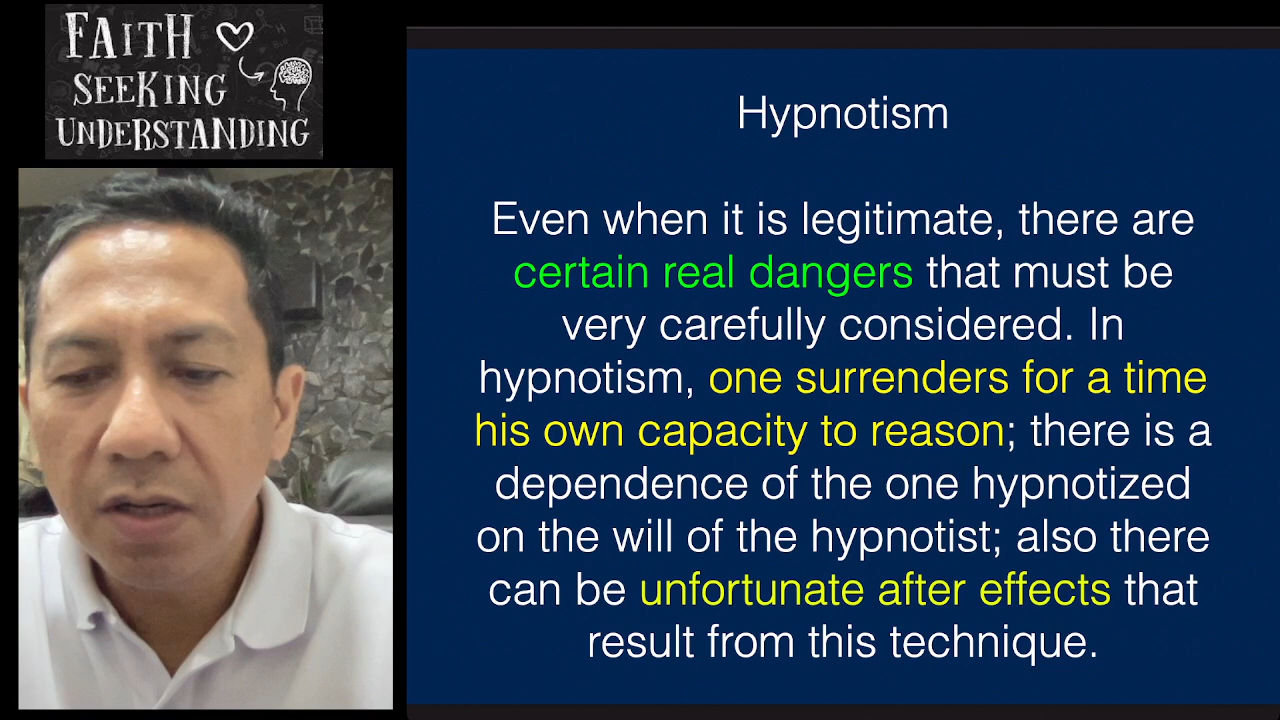 FAITH
SEEKING
UNDERSTANDING
Hypnotism
Even when it is legitimate, there are
certain real dangers that must be
very carefully considered. In
hypnotism, one surrenders for a time
his own capacity to reason; there is a
dependence of the one hypnotized
on the will of the hypnotist; also there
can be unfortunate after effects that
result from this technique.